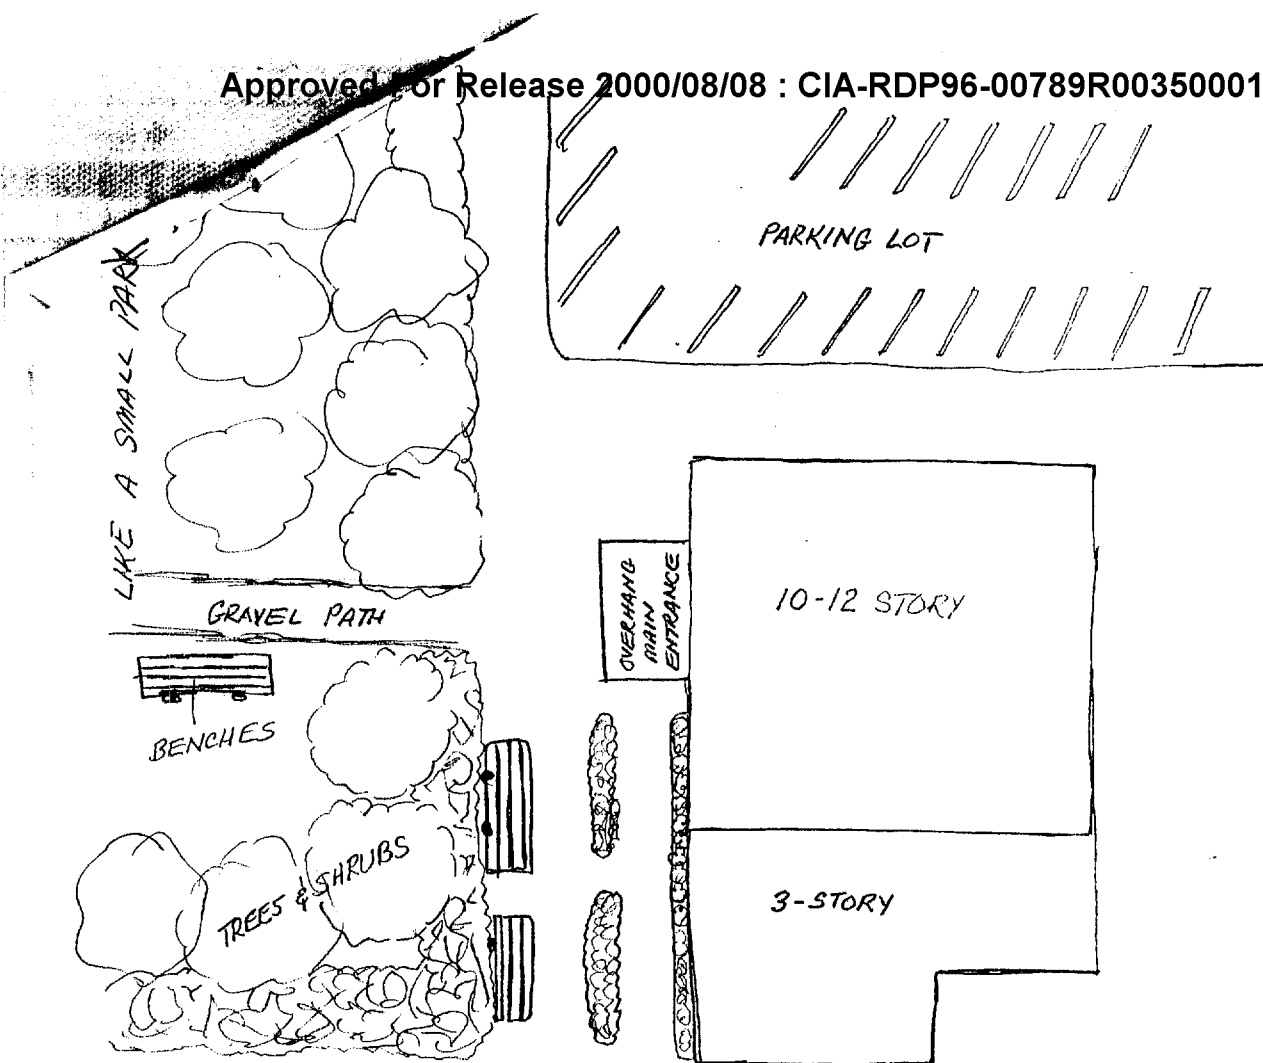 Approved For Release 2000/08/08 : CIA-RDP96-00789R00350001
PARKING LOT
LIKE A SMALL PARK
GRAVEL PATH
OVERHANG
MAIN
ENTRANCE
10-12 STORY
BENCHES
TREES & SHRUBS
3-STORY